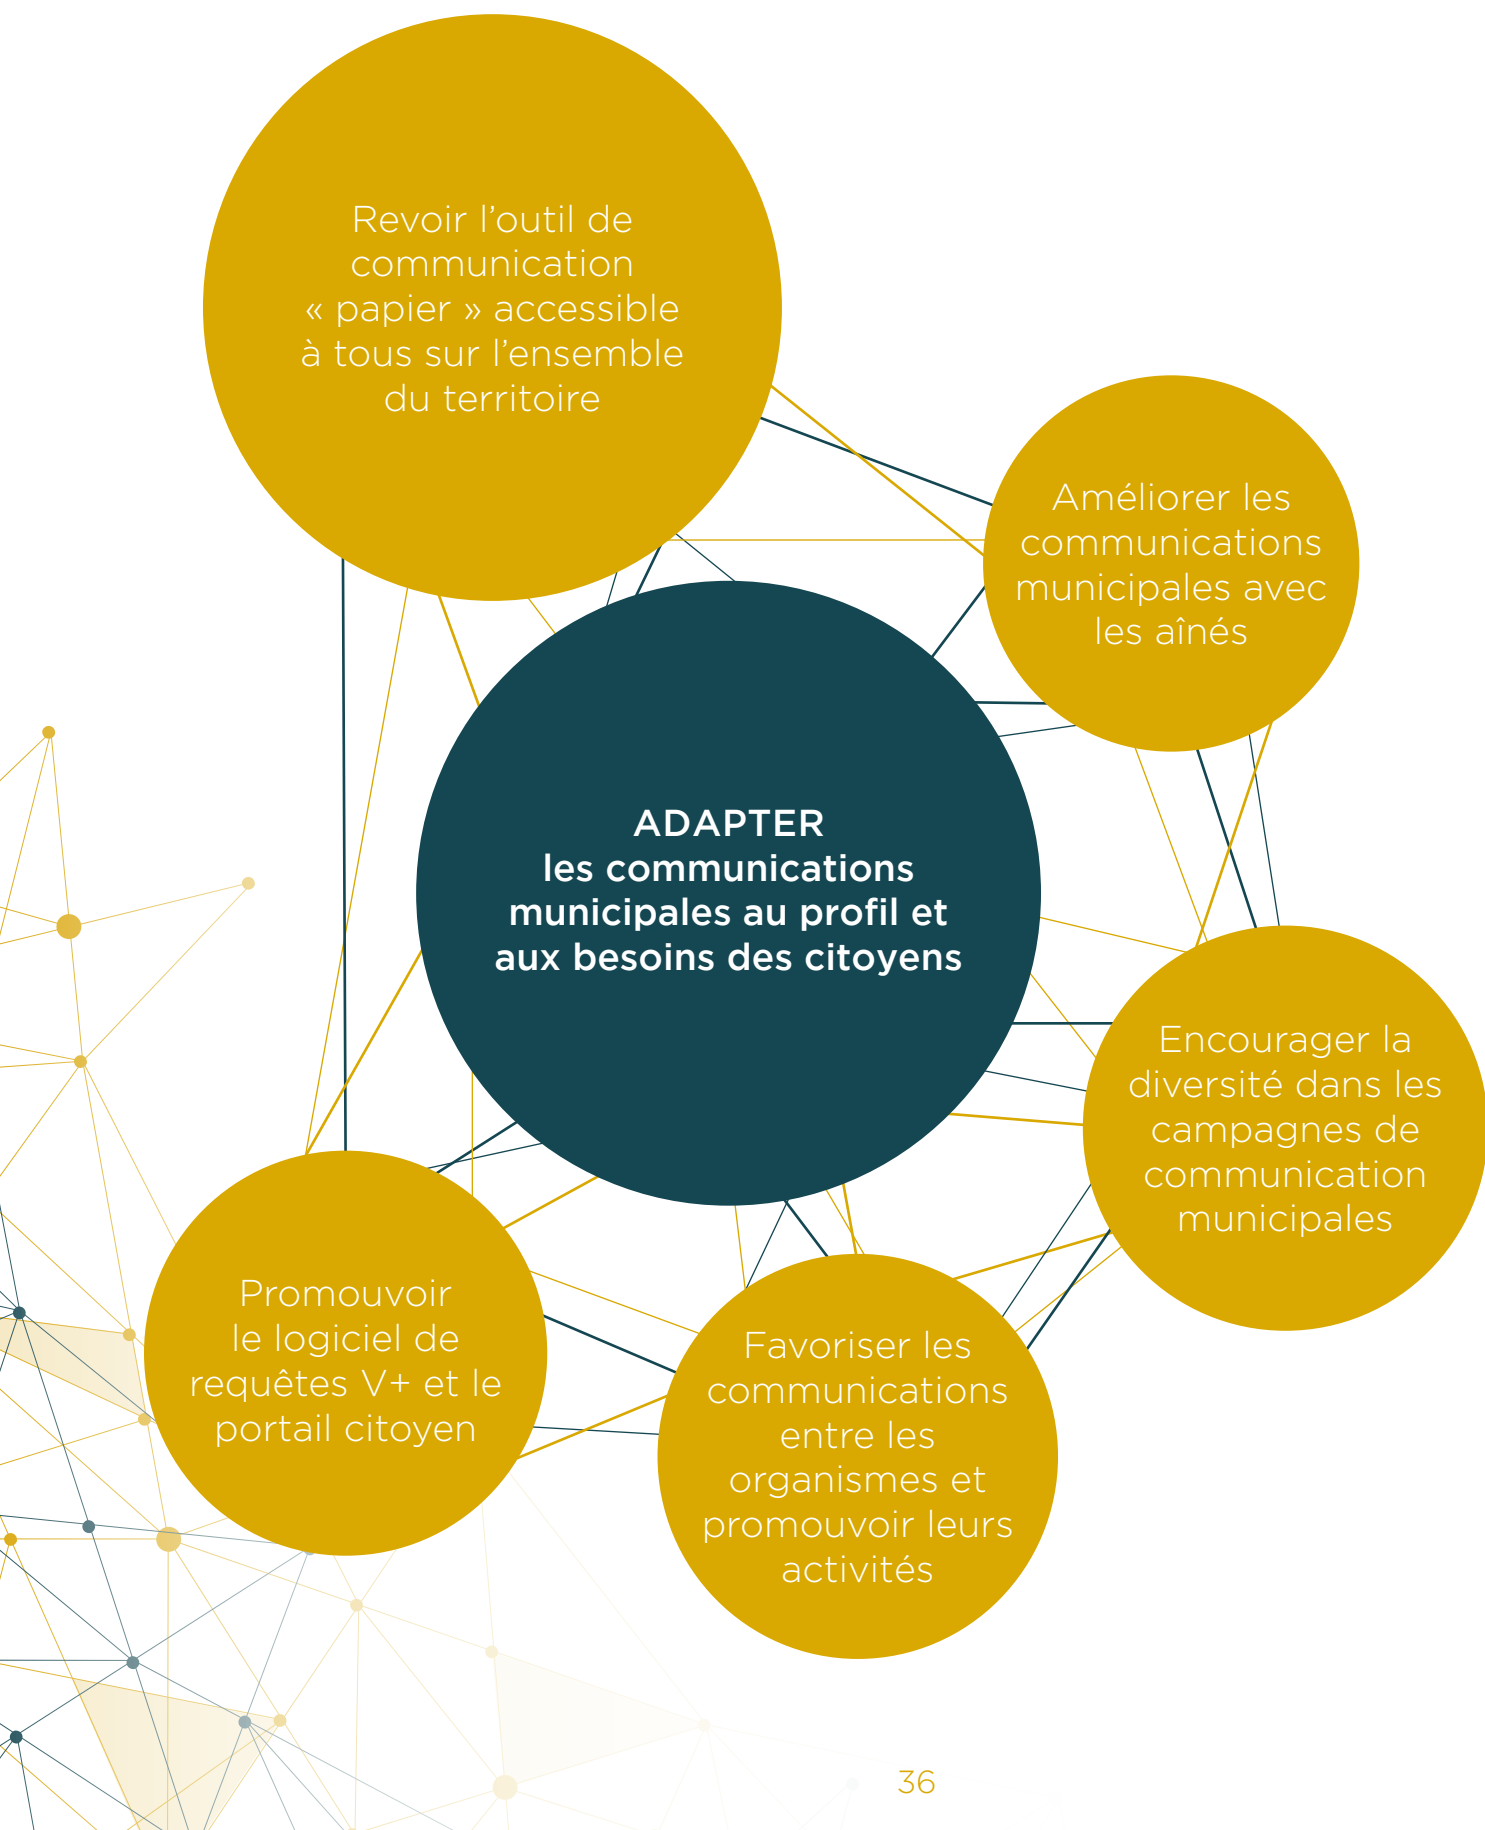 Revoir l'outil de
communication
« papier » accessible
à tous sur l'ensemble
du territoire
Améliorer les
communications
municipales avec
les aînés
ADAPTER
les communications
municipales au profil et
aux besoins des citoyens
Encourager la
diversité dans les
campagnes de
communication
municipales
Promouvoir
le logiciel de
requêtes V+ et le
portail citoyen
Favoriser les
communications
entre les
organismes et
promouvoir leurs
activités
36